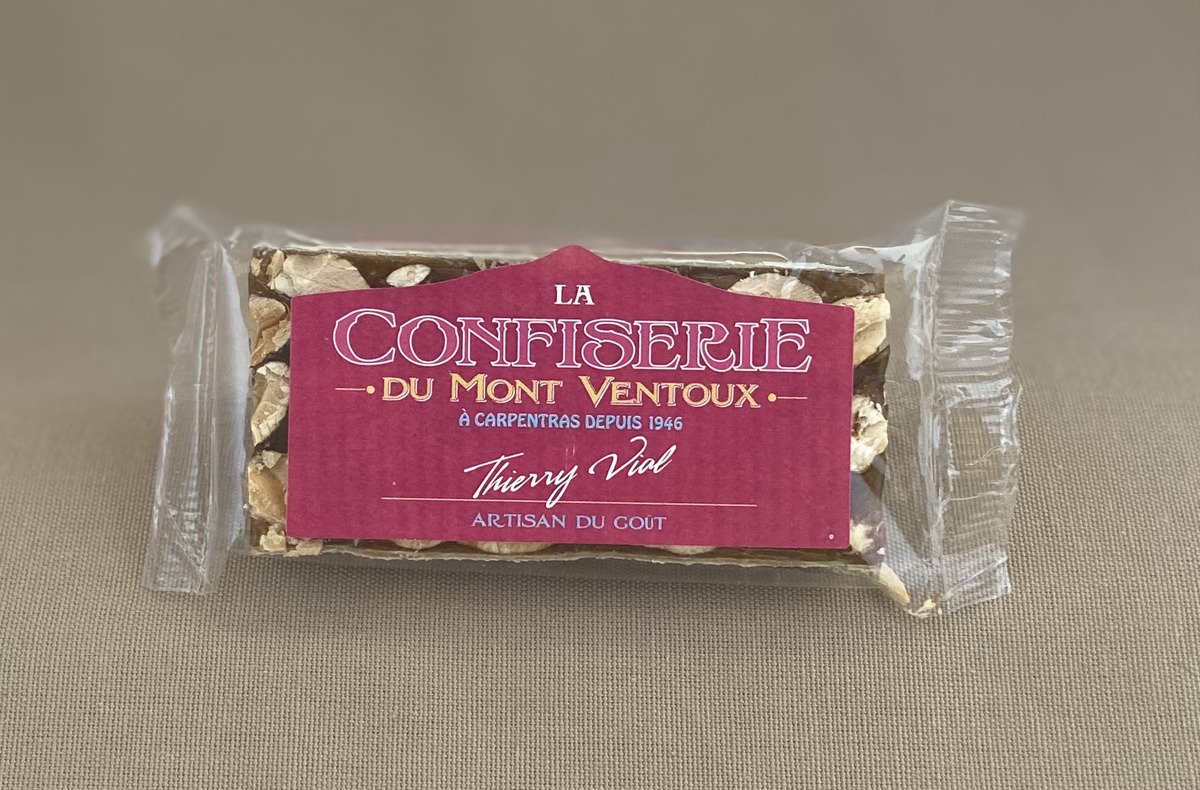 LA
CONFISERIE
DU MONT VENTOUX
À CARPENTRAS DEPUIS 1946
Thierry Vial
ARTISAN DU GOÛT